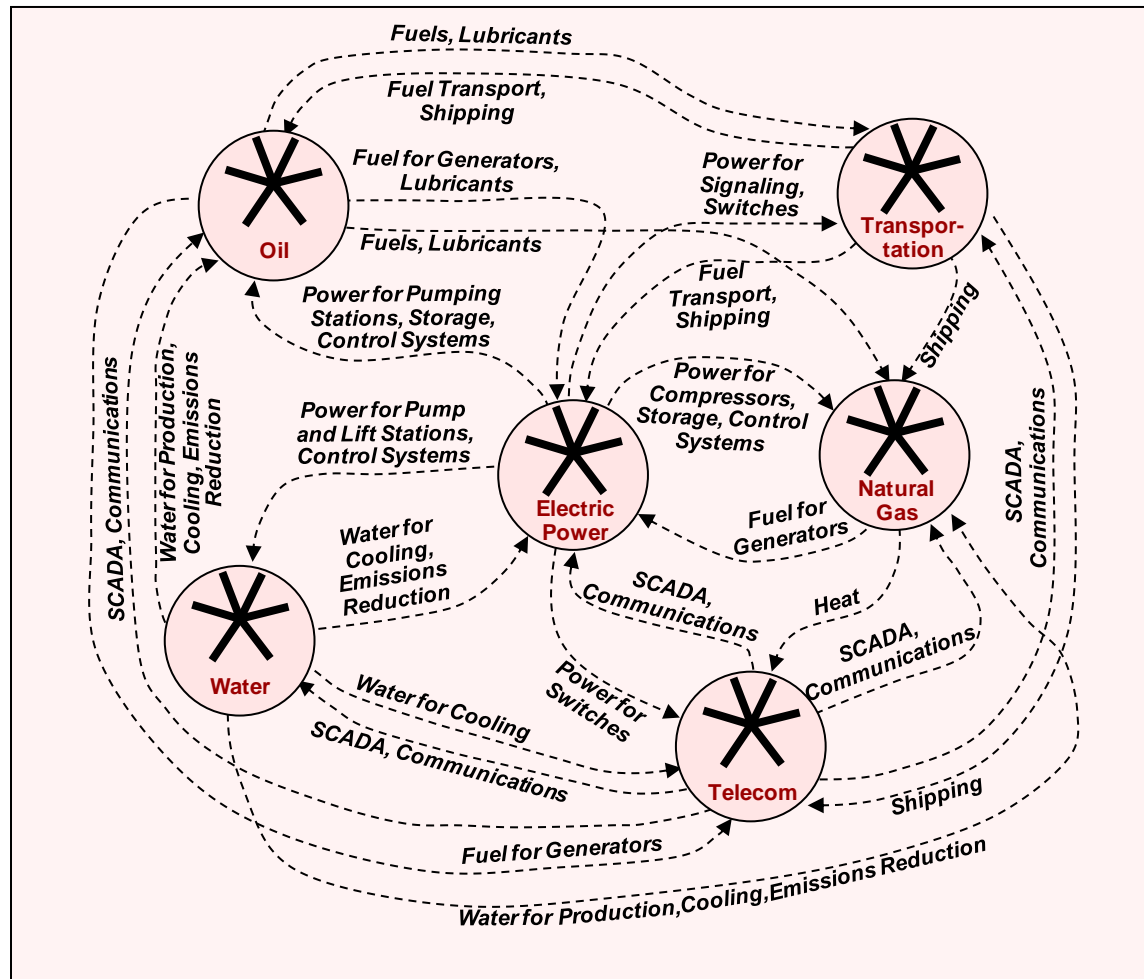 Fuels, Lubricants
Fuel Transport,
Shipping
Fuel for Generators,
Lubricants
Power for
Signaling,
Switches
Oil
Fuels, Lubricants
Transpor-
tation
Power for Pumping
Stations, Storage,
Control Systems
Fuel
Transport,
Shipping
Shipping
SCADA, Communications
Water for Production,
Cooling, Emissions
Reduction
Power for Pump
and Lift Stations,
Control Systems
Power for
Compressors,
Storage, Control
Systems
SCADA,
Communications
Electric
Power
Natural
Gas
Water for
Cooling,
Emissions
Reduction
Fuel for
Generators
SCADA,
Communications
Heat
SCADA,
Communications
Water
Water for Cooling
Power for
Switches
SCADA, Communications
Telecom
Shipping
Fuel for Generators
Water for Production,Cooling,Emissions Reduction